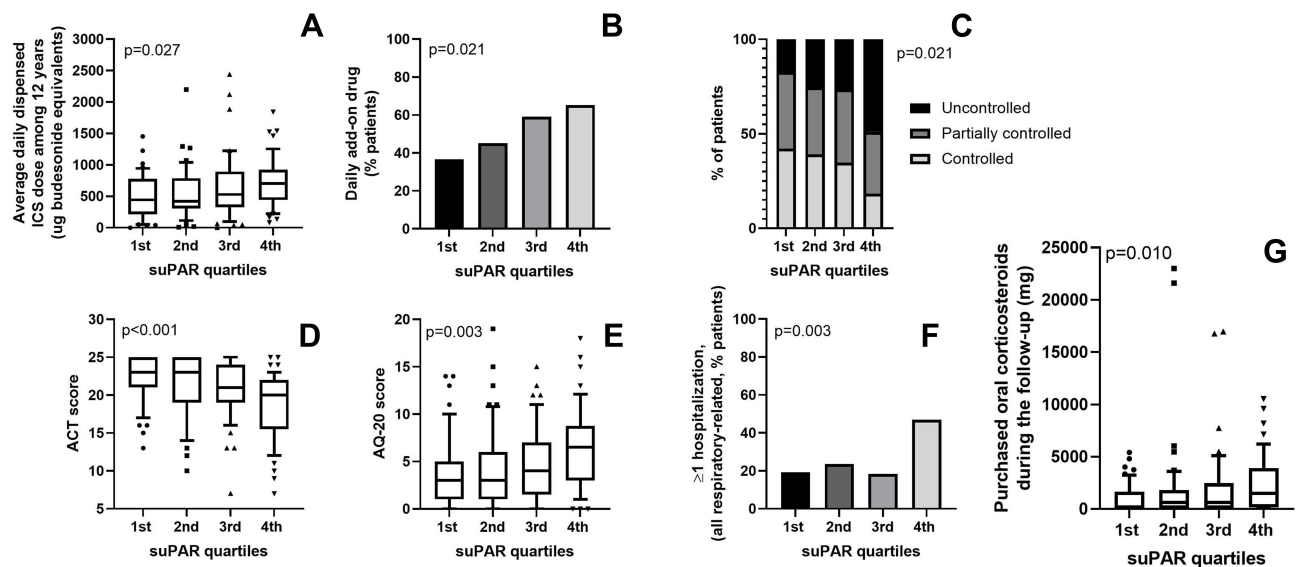 A
Average daily dispensed
ICS dose among 12 years
(ug budesonide equivalents)
3000
2500
2000
1500
1000
500
0
p=0.027
1st 2nd 3rd 4th
suPAR quartiles
B
Daily add-on drug
(% patients)
100
80
60
40
20
0
p=0.021
1st 2nd 3rd 4th
suPAR quartiles
C
% of patients
100
50
0
p=0.021
Uncontrolled
Partially controlled
Controlled
1st 2nd 3rd 4th
suPAR quartiles
D
ACT score
30
25
20
15
10
5
p<0.001
1st 2nd 3rd 4th
suPAR quartiles
E
AQ-20 score
20
15
10
5
0
p=0.003
1st 2nd 3rd 4th
suPAR quartiles
F
≥1 hospitalization,
(all respiratory-related, % patients)
100
80
60
40
20
0
p=0.003
1st 2nd 3rd 4th
suPAR quartiles
G
Purchased oral corticosteroids
during the follow-up (mg)
25000
20000
15000
10000
5000
0
p=0.010
1st 2nd 3rd 4th
suPAR quartiles